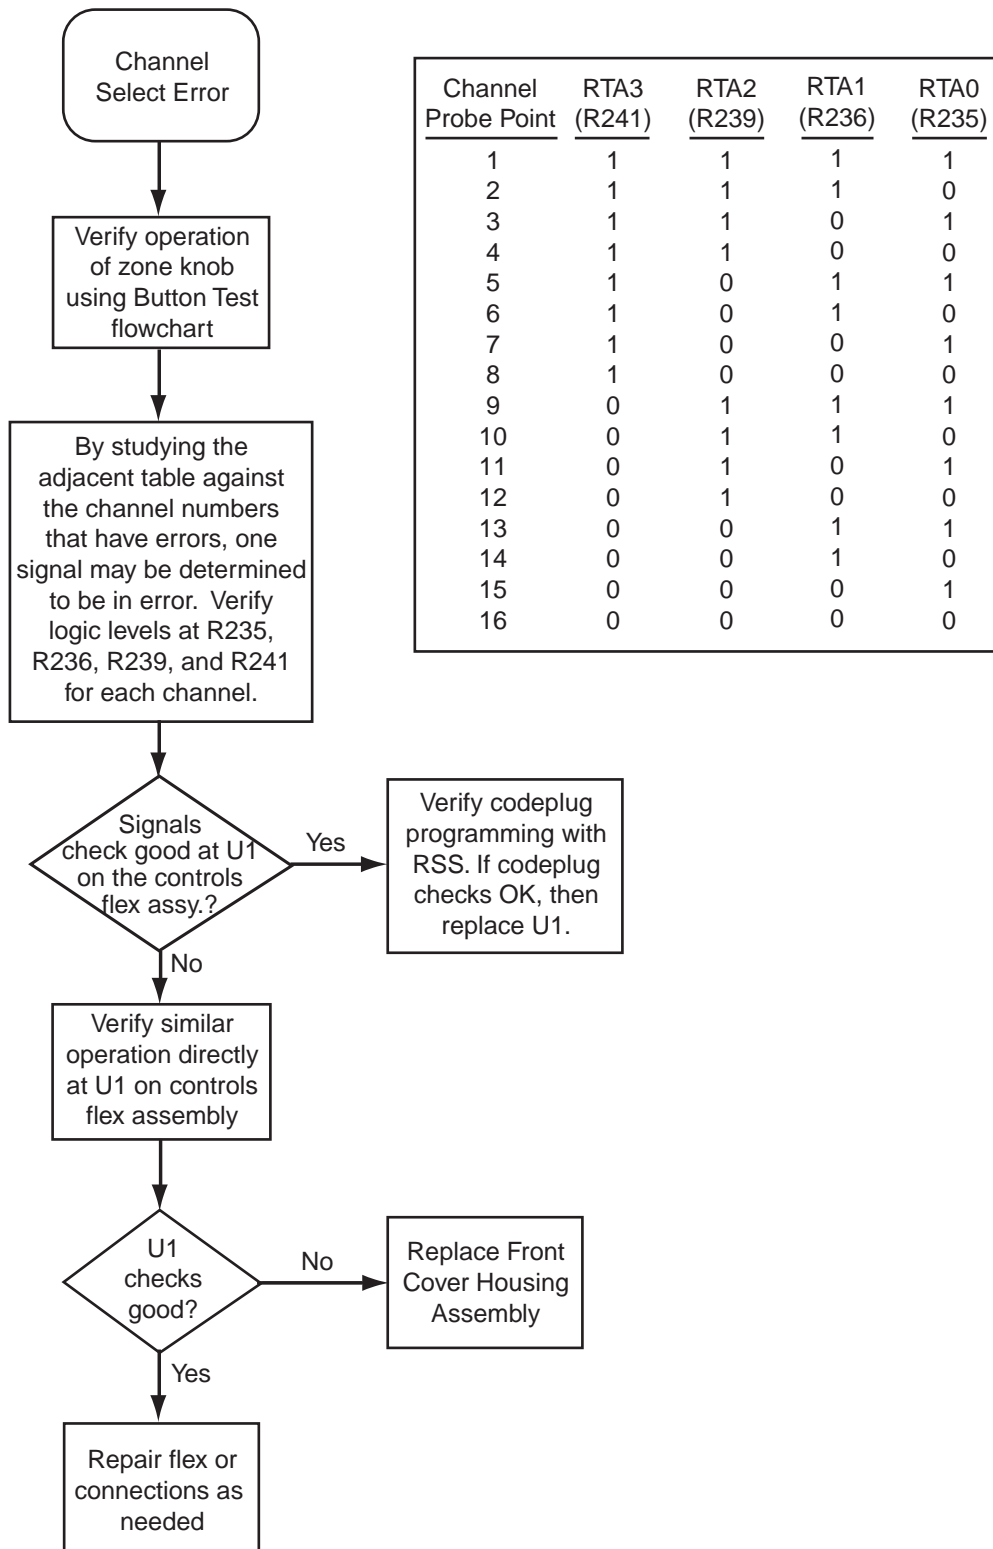 Channel
Select Error
Verify operation
of zone knob
using Button Test
flowchart
By studying the
adjacent table against
the channel numbers
that have errors, one
signal may be determined
to be in error. Verify
logic levels at R235,
R236, R239, and R241
for each channel.
Signals
check good at U1
on the controls
flex assy.?
Yes
Verify codeplug
programming with
RSS. If codeplug
checks OK, then
replace U1.
No
Verify similar
operation directly
at U1 on controls
flex assembly
U1
checks
good?
No
Replace Front
Cover Housing
Assembly
Yes
Repair flex or
connections as
needed
Channel RTA3 RTA2 RTA1 RTA0
Probe Point (R241) (R239) (R236) (R235)
1 1 1 1 1
2 1 1 1 0
3 1 1 0 1
4 1 1 0 0
5 1 0 1 1
6 1 0 1 0
7 1 0 0 1
8 1 0 0 0
9 0 1 1 1
10 0 1 1 0
11 0 1 0 1
12 0 1 0 0
13 0 0 1 1
14 0 0 1 0
15 0 0 0 1
16 0 0 0 0